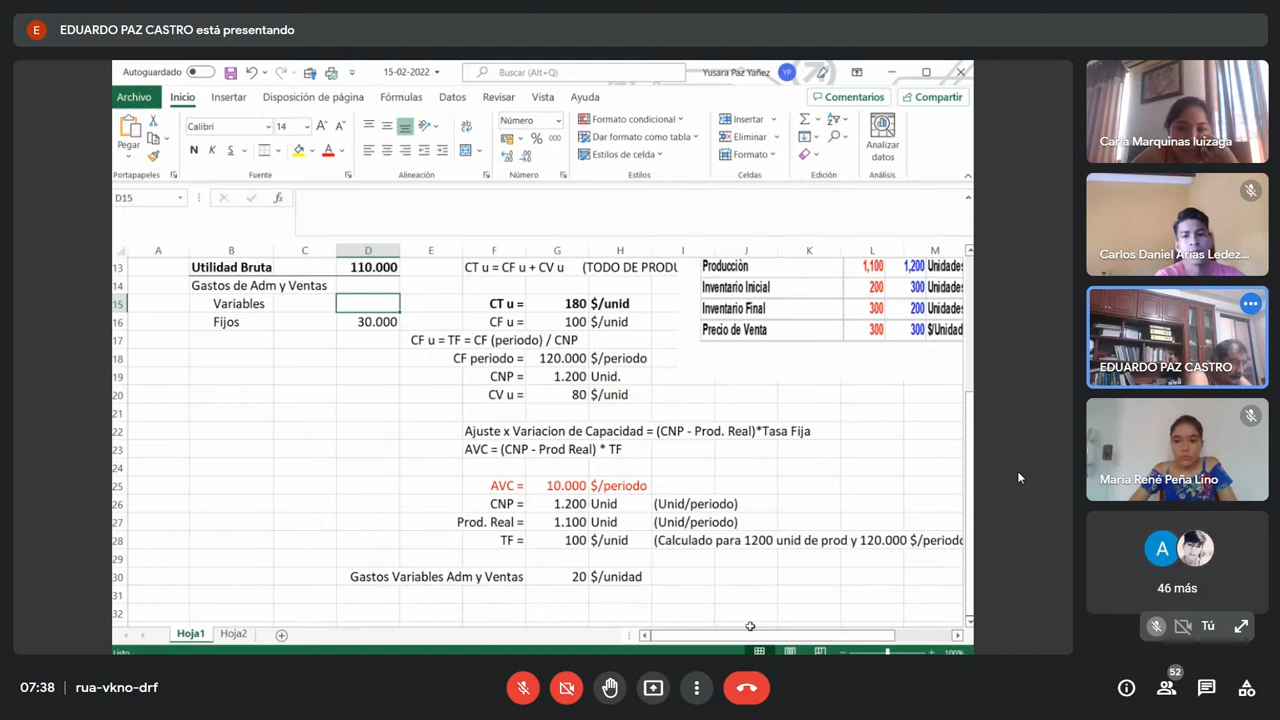 E EDUARDO PAZ CASTRO está presentando
Autoguardado 15-02-2022 Buscar (Alt+Q) Yusara Paz Yañez YP
Archivo Inicio Insertar Disposición de página Fórmulas Datos Revisar Vista Ayuda Comentarios Compartir
Pegar Calibri 14 Número Formato condicional Insertar Analizar datos
N K S % 000 Dar formato como tabla Eliminar
Estilos de celda Formato
Portapapeles Fuente Alineación Número Estilos Celdas Edición Análisis
D15 fx
A B C D E F G H I J K L M
13 Utilidad Bruta 110.000 CT u = CF u + CV u (TODO DE PRODU Producciòn 1,100 1,200 Unidades
14 Gastos de Adm y Ventas Inventario Inicial 200 300 Unidades
15 Variables CT u = 180 $/unid Inventario Final 300 200 Unidades
16 Fijos 30.000 CF u = 100 $/unid Precio de Venta 300 300 $/Unidad
17 CF u = TF = CF (periodo) / CNP
18 CF periodo = 120.000 $/periodo
19 CNP = 1.200 Unid.
20 CV u = 80 $/unid
21
22 Ajuste x Variacion de Capacidad = (CNP - Prod. Real)*Tasa Fija
23 AVC = (CNP - Prod Real) * TF
24
25 AVC = 10.000 $/periodo
26 CNP = 1.200 Unid (Unid/periodo)
27 Prod. Real = 1.100 Unid (Unid/periodo)
28 TF = 100 $/unid (Calculado para 1200 unid de prod y 120.000 $/periodo
29
30 Gastos Variables Adm y Ventas 20 $/unidad
31
32
Hoja1 Hoja2
Listo 100%
Carla Marquinas Iuizaga
Carlos Daniel Arias Ledez...
EDUARDO PAZ CASTRO
Maria René Peña Lino
A
46 más
Tú
07:38 | rua-vkno-drf
52